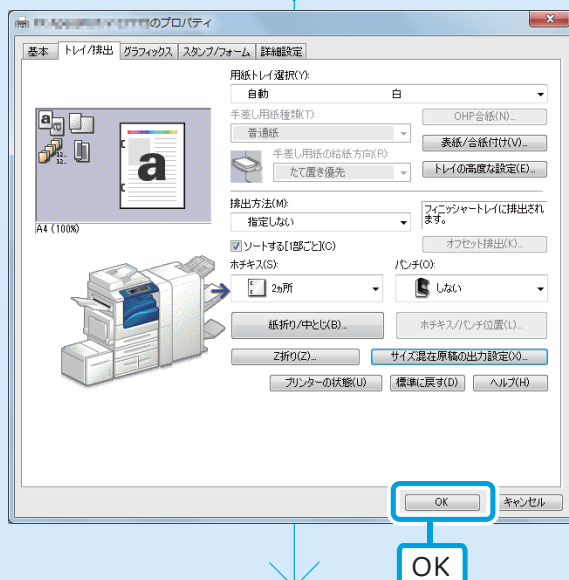 のプロパティ
基本 トレイ/排出 グラフィックス スタンプ/フォーム 詳細設定
用紙トレイ選択(Y):
自動 白
手差し用紙種類(T):
普通紙
OHP合紙(N)...
手差し用紙の給紙方向(R):
たて置き優先
表紙/合紙付け(V)...
トレイの高度な設定(E)...
a
A4 (100%)
排出方法(M):
指定しない
フィニッシャートレイに排出され
ます。
ソートする[1部ごと](C)
オフセット排出(K)...
ホチキス(S):
2ヵ所
パンチ(O):
しない
紙折り/中とじ(B)...
ホチキス/パンチ位置(L)...
Z折り(Z)...
サイズ混在原稿の出力設定(X)...
プリンターの状態(U)
標準に戻す(D)
ヘルプ(H)
OK
キャンセル
OK